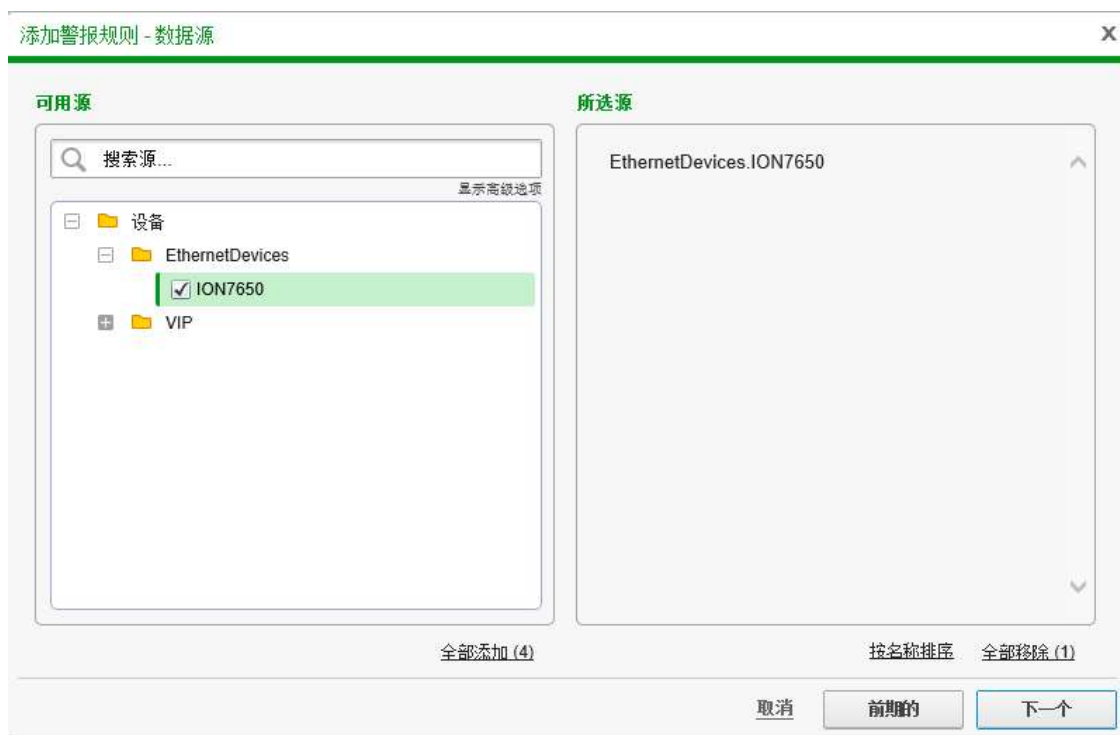 添加警报规则 - 数据源
x
可用源
所选源
搜索源...
显示高级选项
设备
EthernetDevices
ION7650
VIP
EthernetDevices.ION7650
全部添加 (4)
按名称排序
全部移除 (1)
取消
前期的
下一个